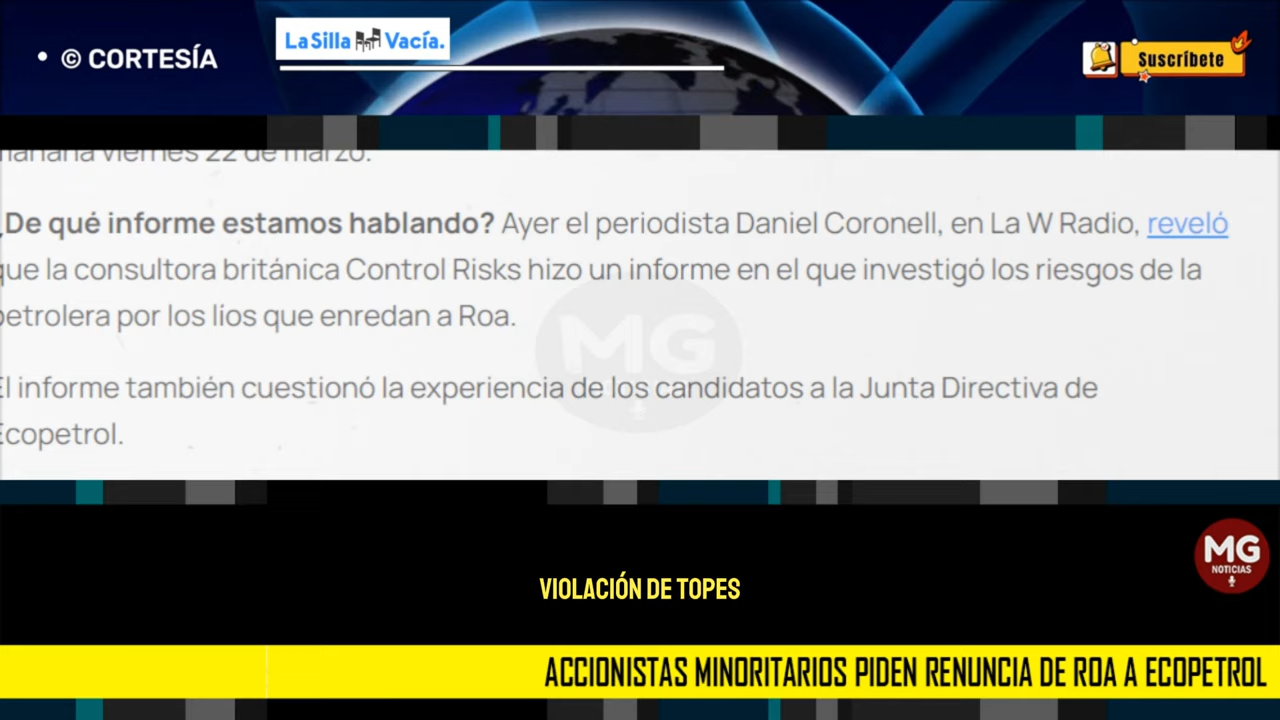 • © CORTESÍA
LaSilla Vacía.
Suscríbete
mañana viernes 22 de marzo.
¿De qué informe estamos hablando? Ayer el periodista Daniel Coronell, en La W Radio, reveló
que la consultora británica Control Risks hizo un informe en el que investigó los riesgos de la
petrolera por los líos que enredan a Roa.
MG
El informe también cuestionó la experiencia de los candidatos a la Junta Directiva de
Ecopetrol.
MG
NOTICIAS
VIOLACIÓN DE TOPES
ACCIONISTAS MINORITARIOS PIDEN RENUNCIA DE ROA A ECOPETROL